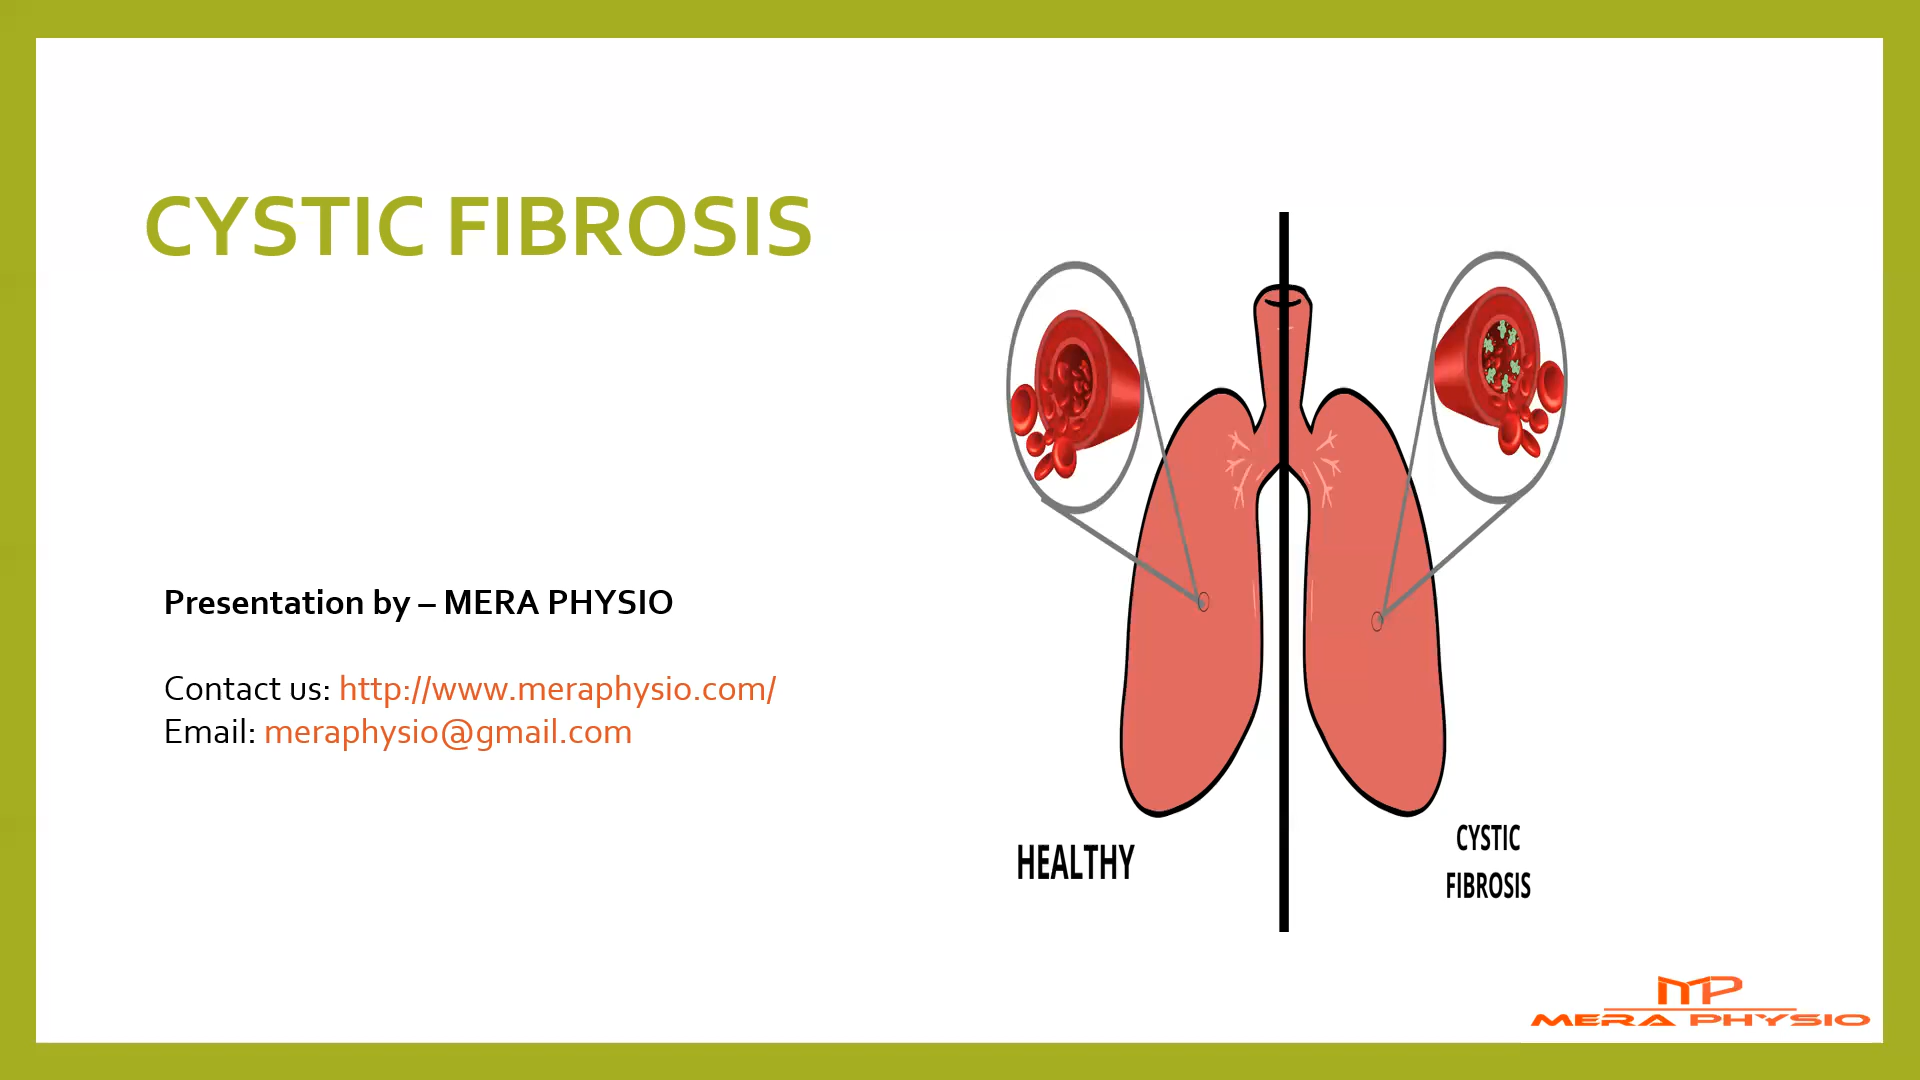 CYSTIC FIBROSIS
Presentation by – MERA PHYSIO
Contact us: http://www.meraphysio.com/
Email: meraphysio@gmail.com
HEALTHY
CYSTIC
FIBROSIS
MP
MERA PHYSIO